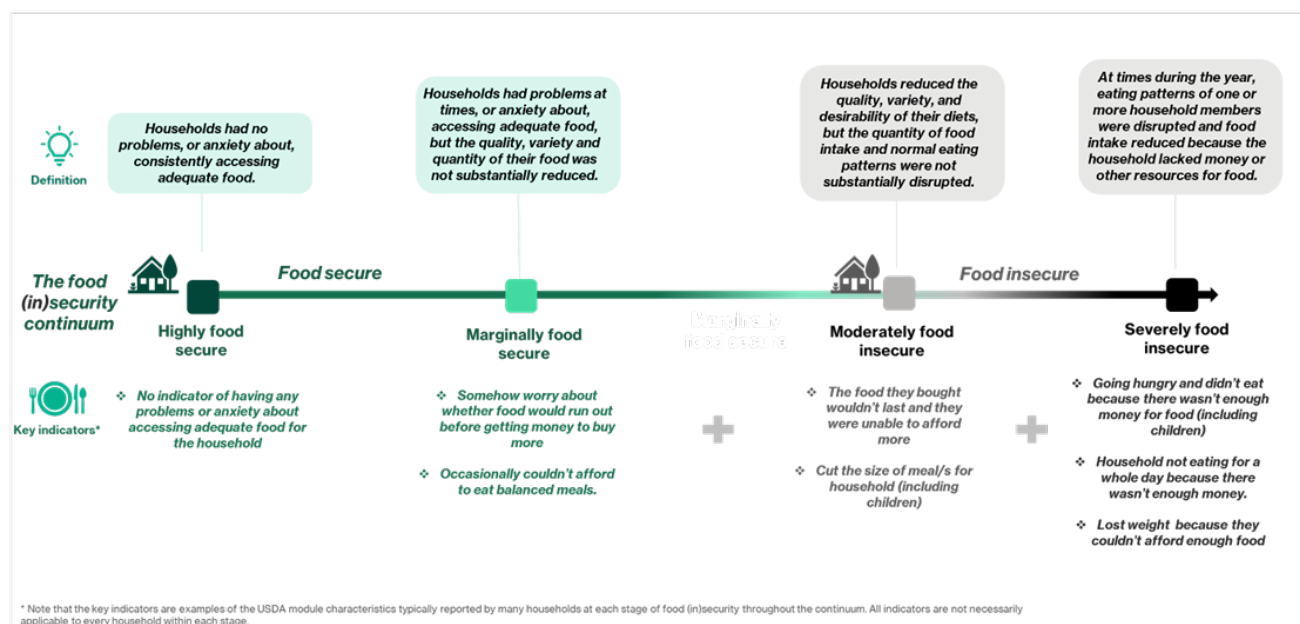 Households had no
problems, or anxiety about,
consistently accessing
adequate food.
Households had problems at
times, or anxiety about,
accessing adequate food,
but the quality, variety and
quantity of their food was
not substantially reduced.
Households reduced the
quality, variety, and
desirability of their diets,
but the quantity of food
intake and normal eating
patterns were not
substantially disrupted.
At times during the year,
eating patterns of one or
more household members
were disrupted and food
intake reduced because the
household lacked money or
other resources for food.
Definition
The food
(in)security
continuum
Food secure
Food insecure
Highly food
secure
Marginally food
secure
Marginally
food secure
Moderately food
insecure
Severely food
insecure
Key indicators*
❖ No indicator of having any
problems or anxiety about
accessing adequate food for
the household
❖ Somehow worry about
whether food would run out
before getting money to buy
more
❖ Occasionally couldn't afford
to eat balanced meals.
❖ The food they bought
wouldn't last and they
were unable to afford
more
❖ Cut the size of meal/s for
household (including
children)
❖ Going hungry and didn't eat
because there wasn't enough
money for food (including
children)
❖ Household not eating for a
whole day because there
wasn't enough money.
❖ Lost weight because they
couldn't afford enough food
* Note that the key indicators are examples of the USDA module characteristics typically reported by many households at each stage of food (in)security throughout the continuum. All indicators are not necessarily
applicable to every household within each stage.